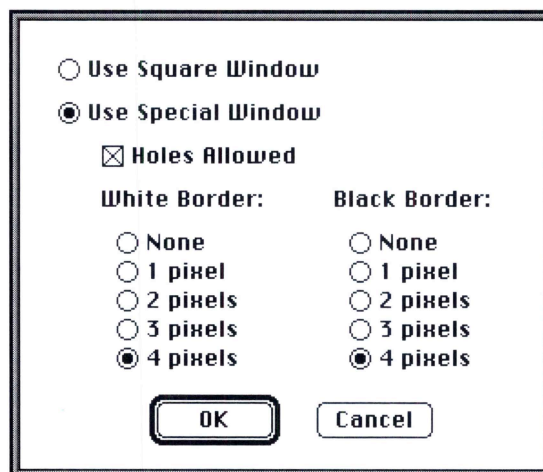 Use Square Window
Use Special Window
Holes Allowed
White Border:
None
1 pixel
2 pixels
3 pixels
4 pixels
Black Border:
None
1 pixel
2 pixels
3 pixels
4 pixels
OK
Cancel